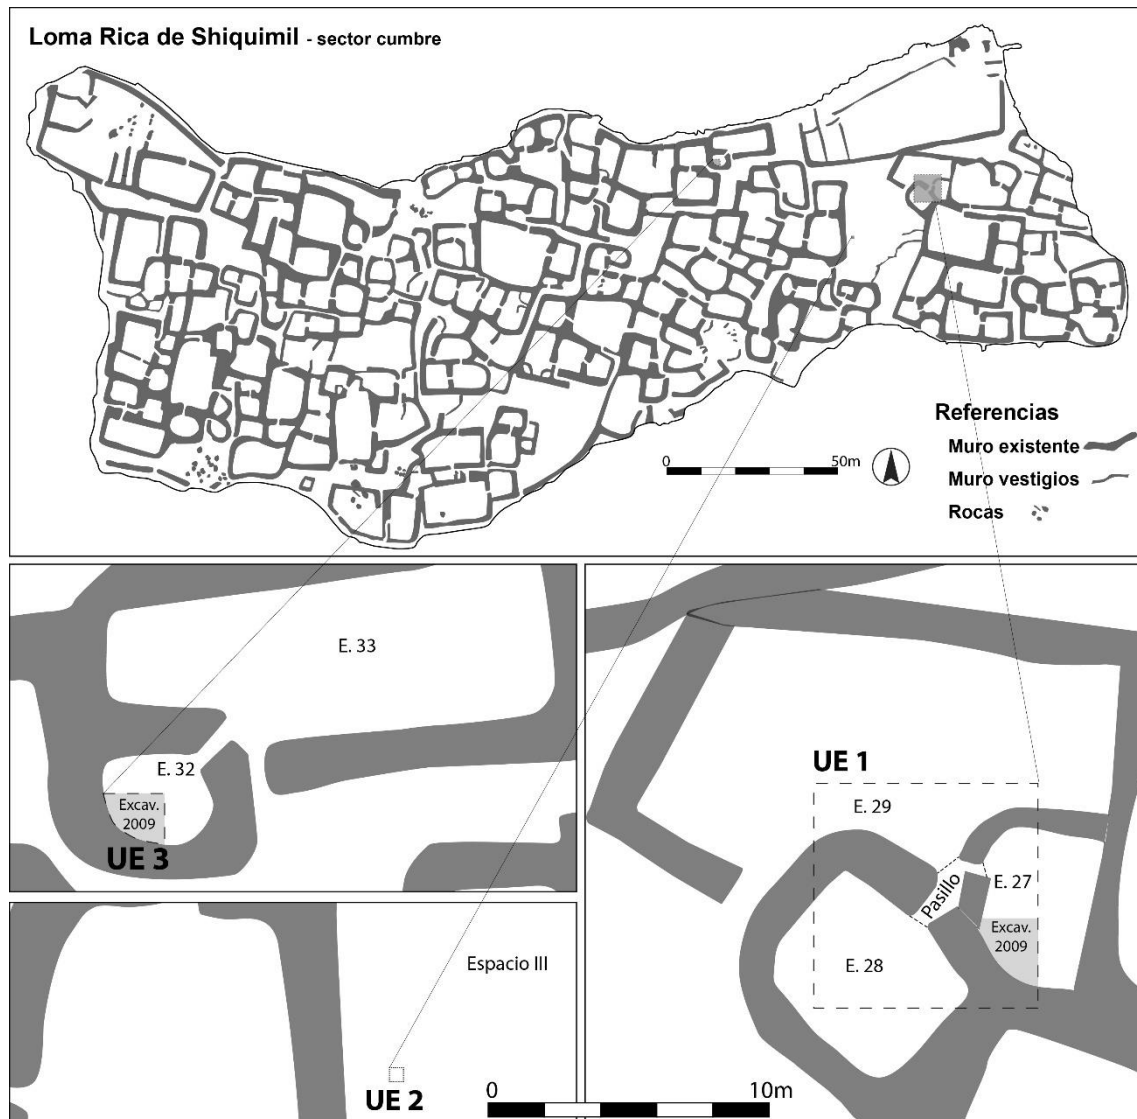 Loma Rica de Shiquimil - sector cumbre
Referencias
Muro existente
Muro vestigios
Rocas
0 50m
E. 33
E. 32
Excav.
2009
UE 3
Espacio III
UE 2
UE 1
E. 29
E. 27
Pasillo
Excav.
2009
E. 28
0 10m